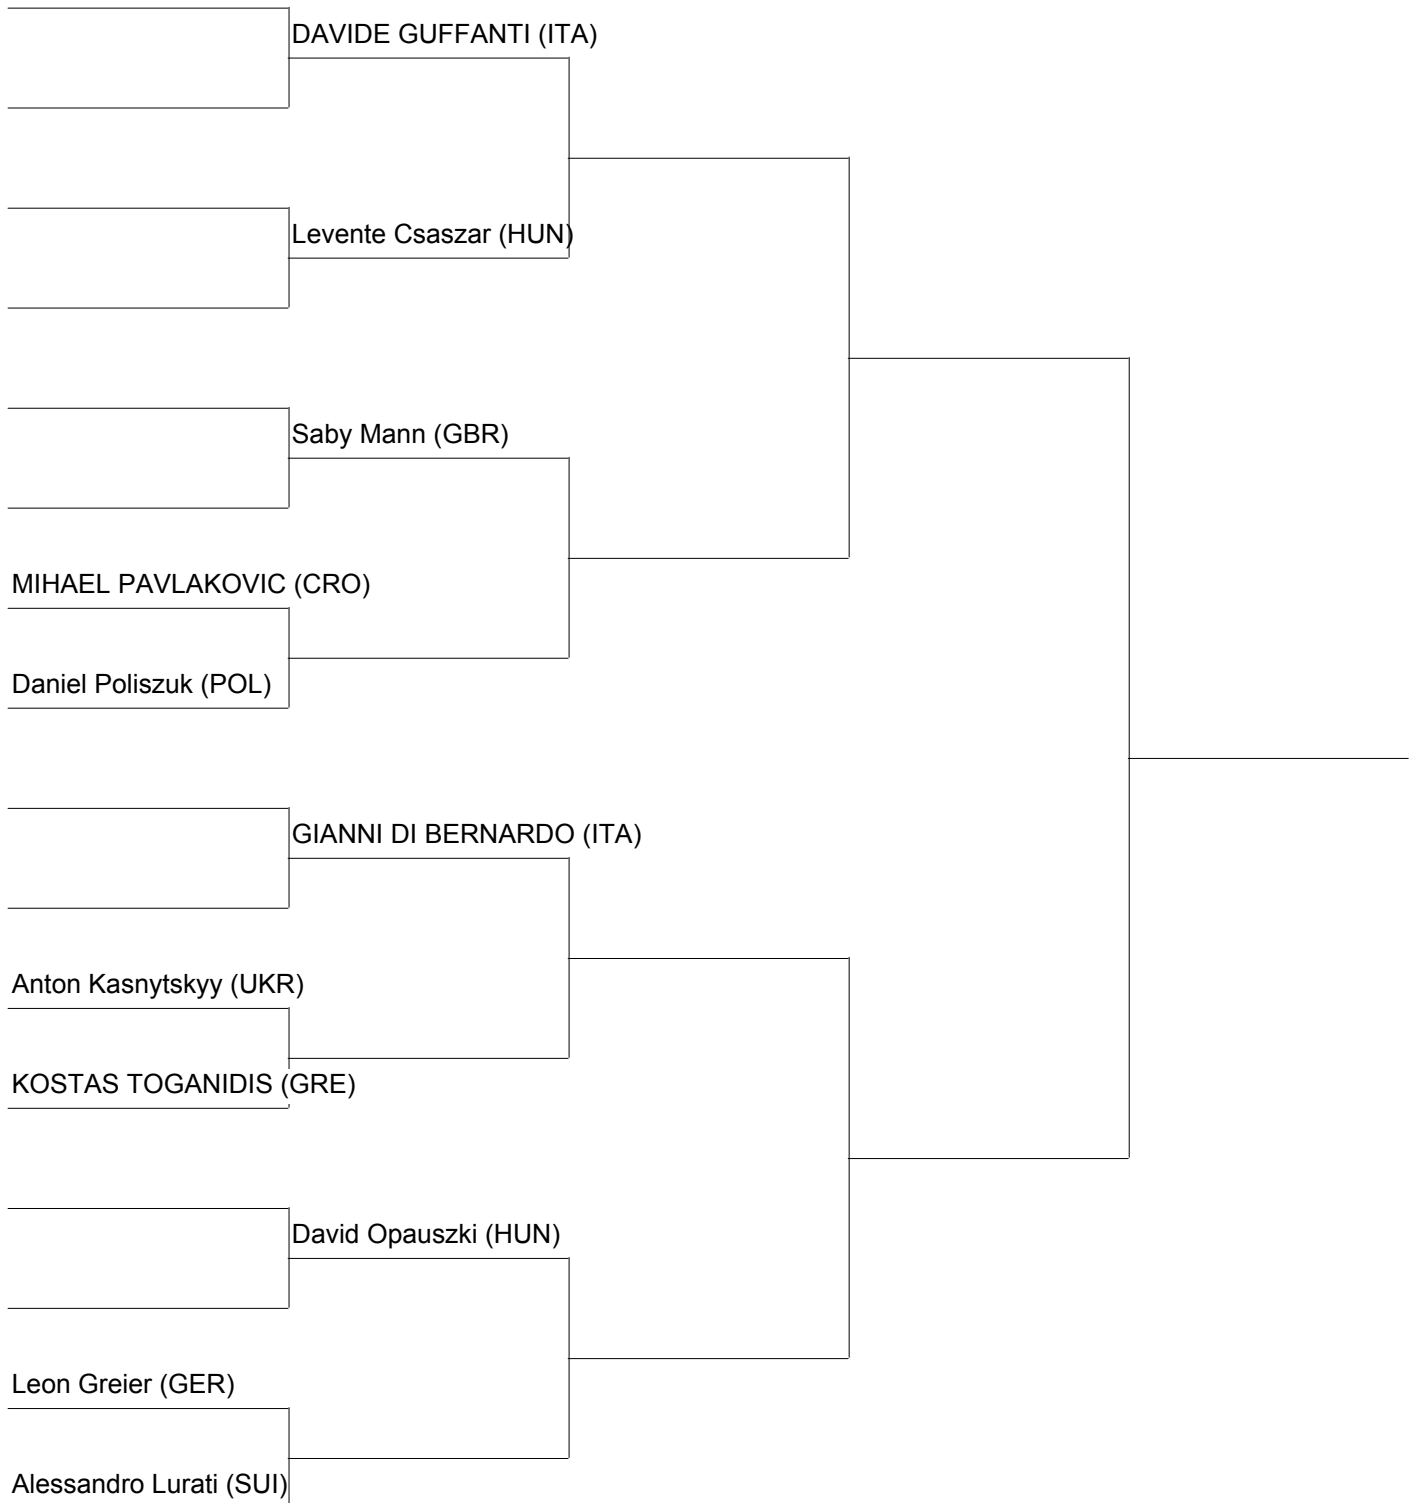 DAVIDE GUFFANTI (ITA)
Levente Csaszar (HUN)
Saby Mann (GBR)
MIHAEL PAVLAKOVIC (CRO)
Daniel Poliszuk (POL)
GIANNI DI BERNARDO (ITA)
Anton Kasnytskyy (UKR)
KOSTAS TOGANIDIS (GRE)
David Opauszki (HUN)
Leon Greier (GER)
Alessandro Lurati (SUI)